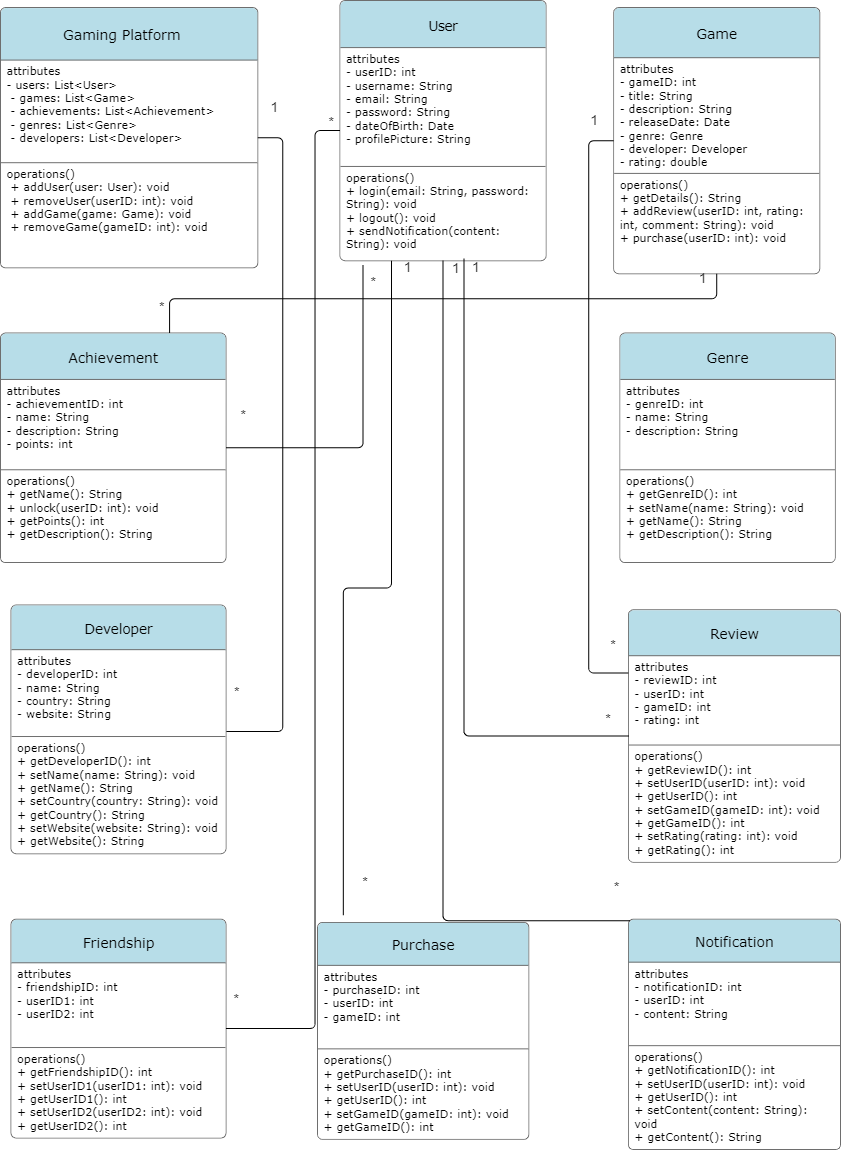 Gaming Platform
attributes
- users: List<User>
- games: List<Game>
- achievements: List<Achievement>
- genres: List<Genre>
- developers: List<Developer>
operations()
+ addUser(user: User): void
+ removeUser(userID: int): void
+ addGame(game: Game): void
+ removeGame(gameID: int): void
1
User
attributes
- userID: int
- username: String
- email: String
- password: String
- dateOfBirth: Date
- profilePicture: String
operations()
+ login(email: String, password:
String): void
+ logout(): void
+ sendNotification(content:
String): void
*
*
1
1
1
Game
attributes
- gameID: int
- title: String
- description: String
- releaseDate: Date
- genre: Genre
- developer: Developer
- rating: double
operations()
+ getDetails(): String
+ addReview(userID: int, rating:
int, comment: String): void
+ purchase(userID: int): void
1
1
*
Achievement
attributes
- achievementID: int
- name: String
- description: String
- points: int
operations()
+ getName(): String
+ unlock(userID: int): void
+ getPoints(): int
+ getDescription(): String
*
Genre
attributes
- genreID: int
- name: String
- description: String
operations()
+ getGenreID(): int
+ setName(name: String): void
+ getName(): String
+ getDescription(): String
Developer
attributes
- developerID: int
- name: String
- country: String
- website: String
operations()
+ getDeveloperID(): int
+ setName(name: String): void
+ getName(): String
+ setCountry(country: String): void
+ getCountry(): String
+ setWebsite(website: String): void
+ getWebsite(): String
*
*
*
Review
attributes
- reviewID: int
- userID: int
- gameID: int
- rating: int
operations()
+ getReviewID(): int
+ setUserID(userID: int): void
+ getUserID(): int
+ setGameID(gameID: int): void
+ getGameID(): int
+ setRating(rating: int): void
+ getRating(): int
Friendship
attributes
- friendshipID: int
- userID1: int
- userID2: int
operations()
+ getFriendshipID(): int
+ setUserID1(userID1: int): void
+ getUserID1(): int
+ setUserID2(userID2: int): void
+ getUserID2(): int
*
*
Purchase
attributes
- purchaseID: int
- userID: int
- gameID: int
operations()
+ getPurchaseID(): int
+ setUserID(userID: int): void
+ getUserID(): int
+ setGameID(gameID: int): void
+ getGameID(): int
*
Notification
attributes
- notificationID: int
- userID: int
- content: String
operations()
+ getNotificationID(): int
+ setUserID(userID: int): void
+ getUserID(): int
+ setContent(content: String):
void
+ getContent(): String